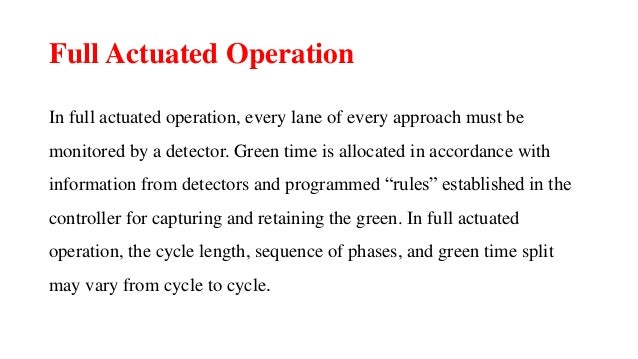 Full Actuated Operation
In full actuated operation, every lane of every approach must be
monitored by a detector. Green time is allocated in accordance with
information from detectors and programmed “rules” established in the
controller for capturing and retaining the green. In full actuated
operation, the cycle length, sequence of phases, and green time split
may vary from cycle to cycle.